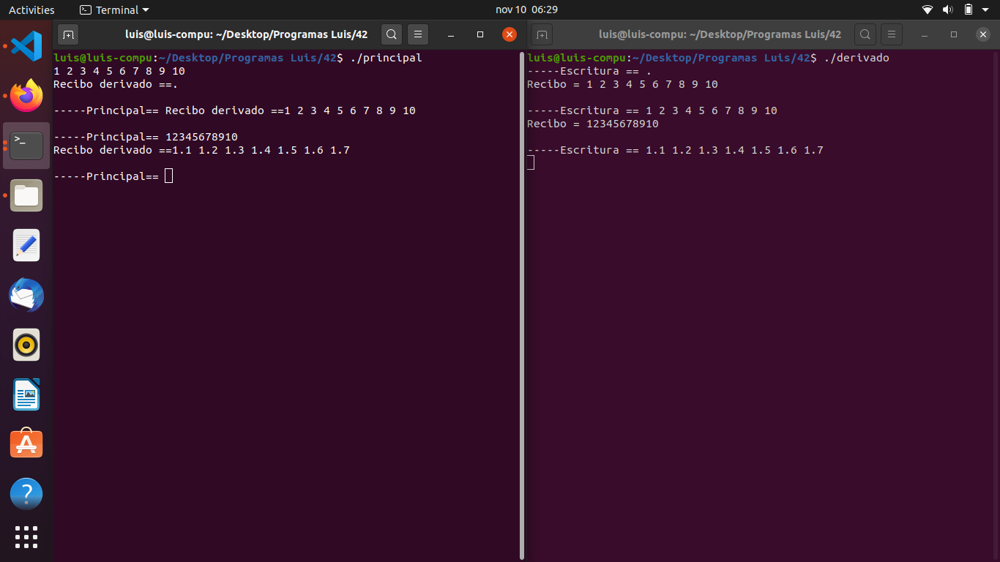 Activities
Terminal
nov 10 06:29
luis@luis-compu: ~/Desktop/Programas Luis/42
luis@luis-compu:~/Desktop/Programas Luis/42$ ./principal
1 2 3 4 5 6 7 8 9 10
Recibo derivado ==.
-----Principal== Recibo derivado ==1 2 3 4 5 6 7 8 9 10
-----Principal== 12345678910
Recibo derivado ==1.1 1.2 1.3 1.4 1.5 1.6 1.7
-----Principal==
luis@luis-compu: ~/Desktop/Programas Luis/42
luis@luis-compu:~/Desktop/Programas Luis/42$ ./derivado
-----Escritura == .
Recibo = 1 2 3 4 5 6 7 8 9 10
-----Escritura == 1 2 3 4 5 6 7 8 9 10
Recibo = 12345678910
-----Escritura == 1.1 1.2 1.3 1.4 1.5 1.6 1.7